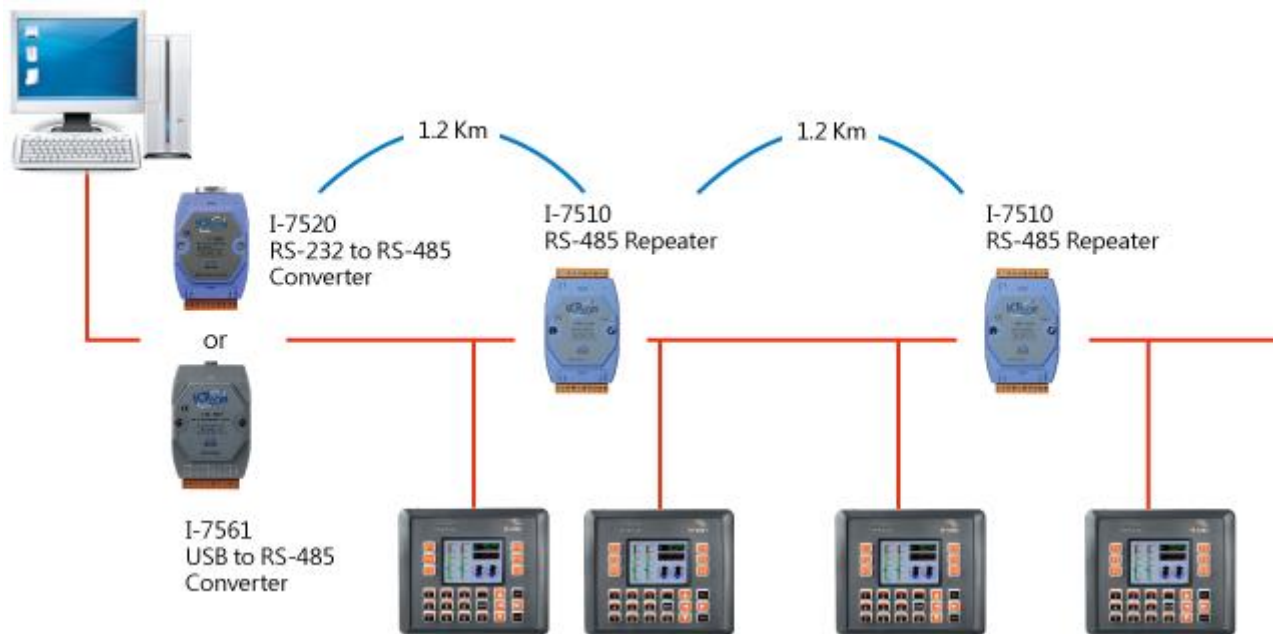 1.2 Km
1.2 Km
I-7520
RS-232 to RS-485
Converter
I-7510
RS-485 Repeater
I-7510
RS-485 Repeater
or
I-7561
USB to RS-485
Converter